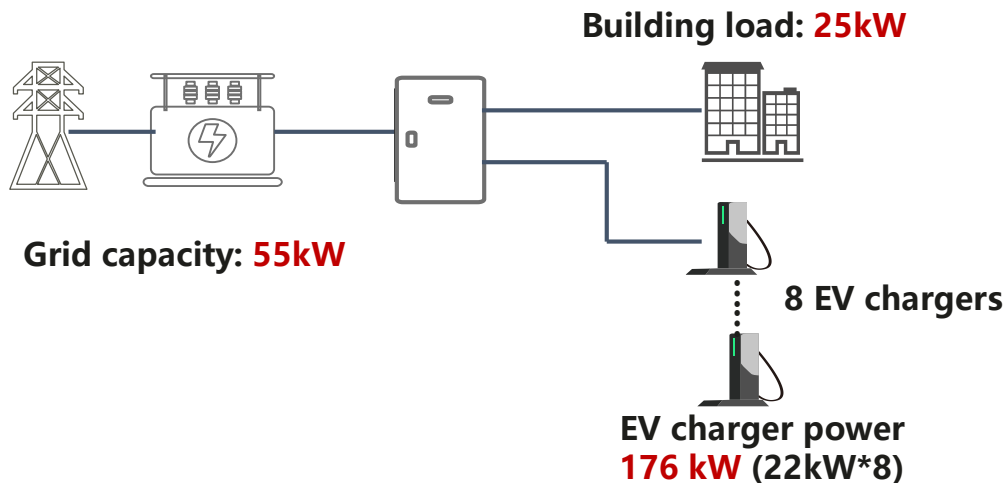 Building load: 25kW
Grid capacity: 55kW
8 EV chargers
EV charger power
176 kW (22kW*8)